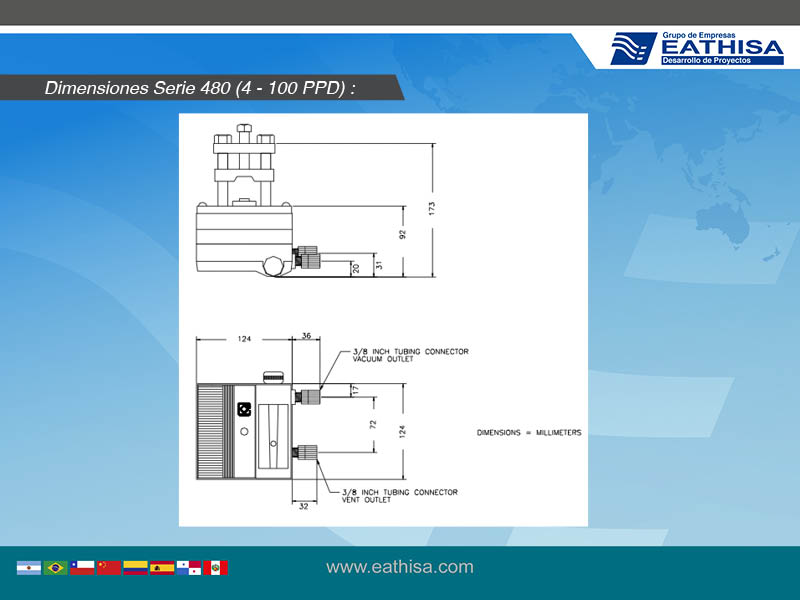 Grupo de Empresas
EATHISA
Desarrollo de Proyectos
Dimensiones Serie 480 (4 - 100 PPD) :
173
92
31
20
124
36
3/8 INCH TUBING CONNECTOR
VACUUM OUTLET
17
72
124
DIMENSIONS = MILLIMETERS
3/8 INCH TUBING CONNECTOR
VENT OUTLET
32
www.eathisa.com